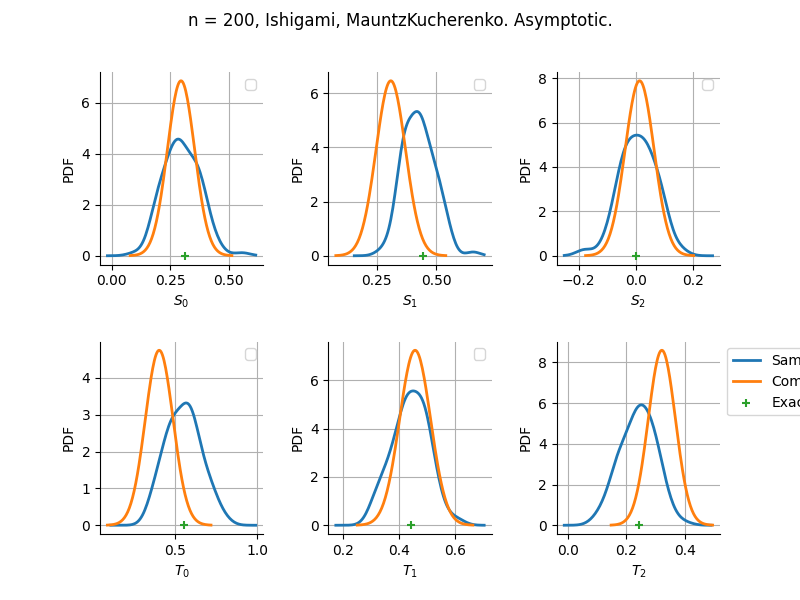 n = 200, Ishigami, MauntzKucherenko. Asymptotic.
PDF
6
4
2
0
0.00 0.25 0.50
S₀
PDF
6
4
2
0
0.25 0.50
S₁
PDF
8
6
4
2
0
−0.2 0.0 0.2
S₂
PDF
4
3
2
1
0
0.5 1.0
T₀
PDF
6
4
2
0
0.2 0.4 0.6
T₁
PDF
8
6
4
2
0
0.0 0.2 0.4
T₂
Sam
Com
Exac